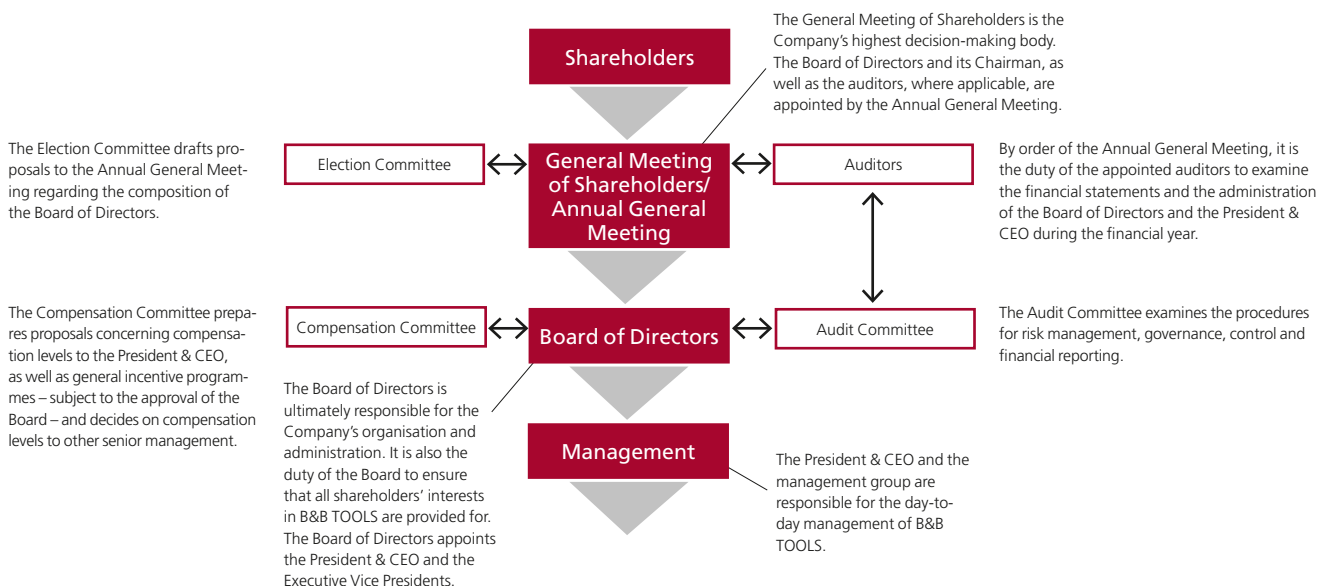 Shareholders
The General Meeting of Shareholders is the
Company's highest decision-making body.
The Board of Directors and its Chairman, as
well as the auditors, where applicable, are
appointed by the Annual General Meeting.
The Election Committee drafts pro-
posals to the Annual General Meet-
ing regarding the composition of
the Board of Directors.
Election Committee
General Meeting
of Shareholders/
Annual General
Meeting
Auditors
By order of the Annual General Meeting, it is
the duty of the appointed auditors to examine
the financial statements and the administration
of the Board of Directors and the President &
CEO during the financial year.
The Compensation Committee prepa-
res proposals concerning compensa-
tion levels to the President & CEO,
as well as general incentive program-
mes – subject to the approval of the
Board – and decides on compensation
levels to other senior management.
Compensation Committee
Board of Directors
Audit Committee
The Audit Committee examines the procedures
for risk management, governance, control and
financial reporting.
The Board of Directors is
ultimately responsible for the
Company's organisation and
administration. It is also the
duty of the Board to ensure
that all shareholders' interests
in B&B TOOLS are provided for.
The Board of Directors appoints
the President & CEO and the
Executive Vice Presidents.
Management
The President & CEO and the
management group are
responsible for the day-to-
day management of B&B
TOOLS.